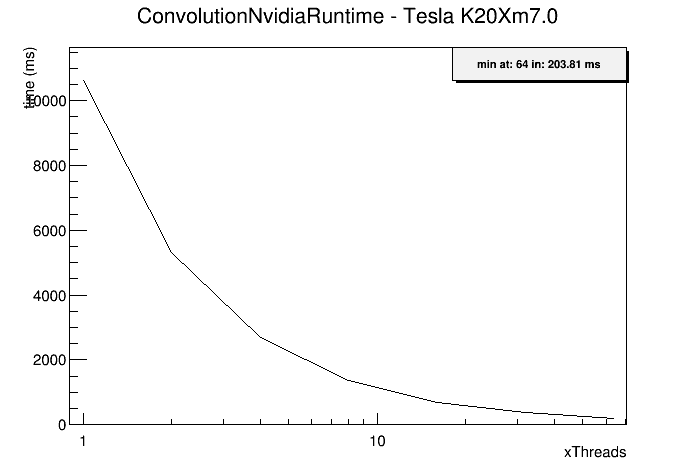 ConvolutionNvidiaRuntime - Tesla K20Xm7.0
min at: 64 in: 203.81 ms
time (ms)
10000
8000
6000
4000
2000
0
1
10
xThreads